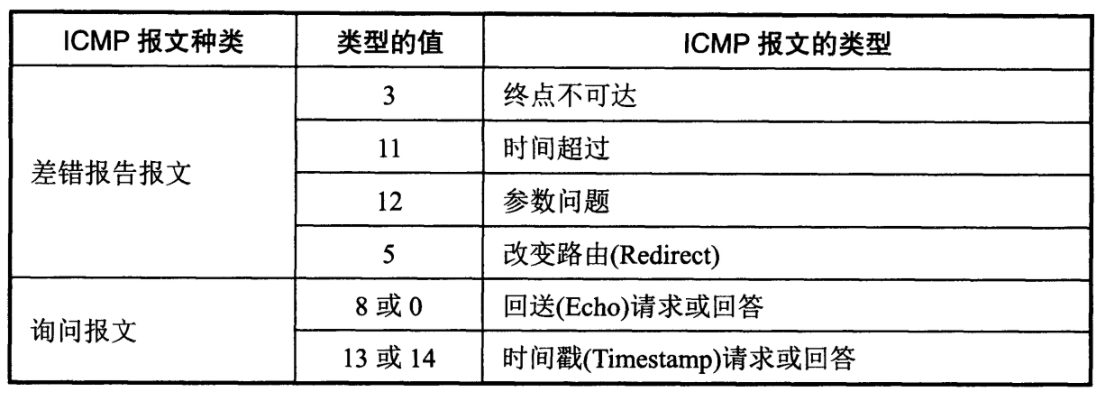 ICMP 报文种类 类型的值 ICMP 报文的类型
差错报告报文 3 终点不可达
11 时间超过
12 参数问题
5 改变路由(Redirect)
询问报文 8 或 0 回送(Echo)请求或回答
13 或 14 时间戳(Timestamp)请求或回答